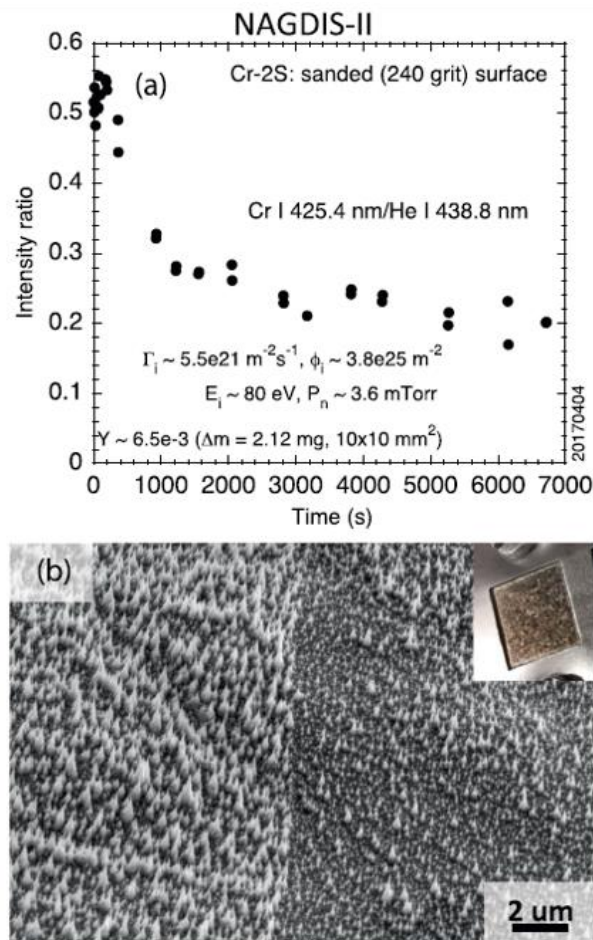 NAGDIS-II
0.6
0.5
0.4
0.3
0.2
0.1
0
Intensity ratio
(a)
Cr-2S: sanded (240 grit) surface
Cr I 425.4 nm/He I 438.8 nm
Γi ~ 5.5e21 m-2s-1, ϕi ~ 3.8e25 m-2
Ei ~ 80 eV, Pn ~ 3.6 mTorr
Y ~ 6.5e-3 (Δm = 2.12 mg, 10x10 mm2)
20170404
0 1000 2000 3000 4000 5000 6000 7000
Time (s)
(b)
2 um